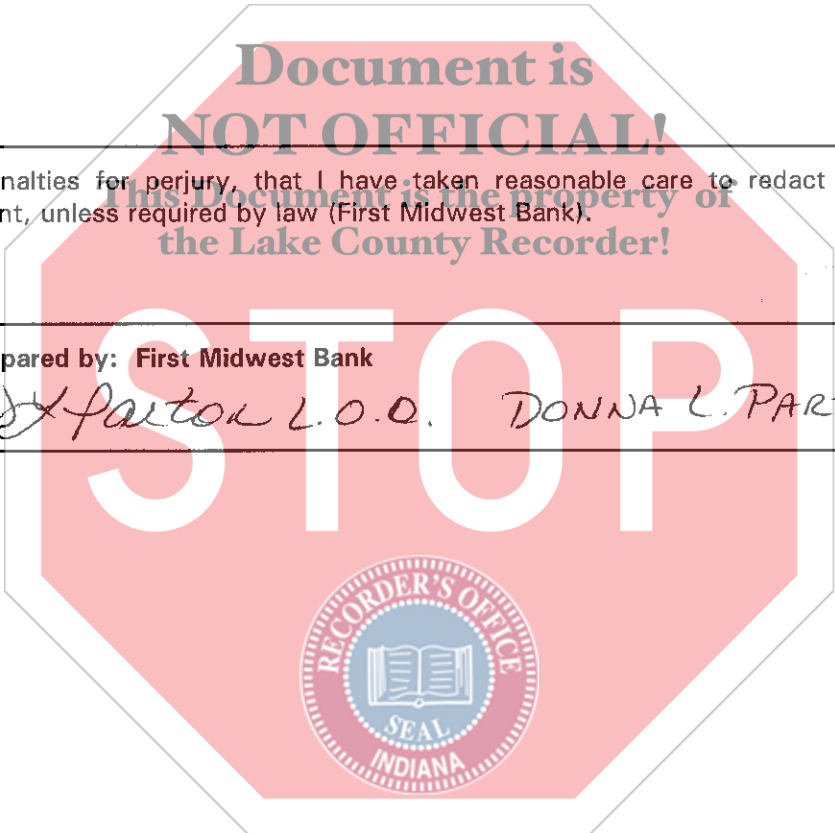 Document is
NOT OFFICIAL!
nalties for perjury, that I have taken reasonable care to redact
This Document is the property of
nt, unless required by law (First Midwest Bank).
the Lake County Recorder!
STOP
pared by: First Midwest Bank
Parton L.O.O. DONNA L. PAR
RECORDER'S OFFICE
SEAL
INDIANA